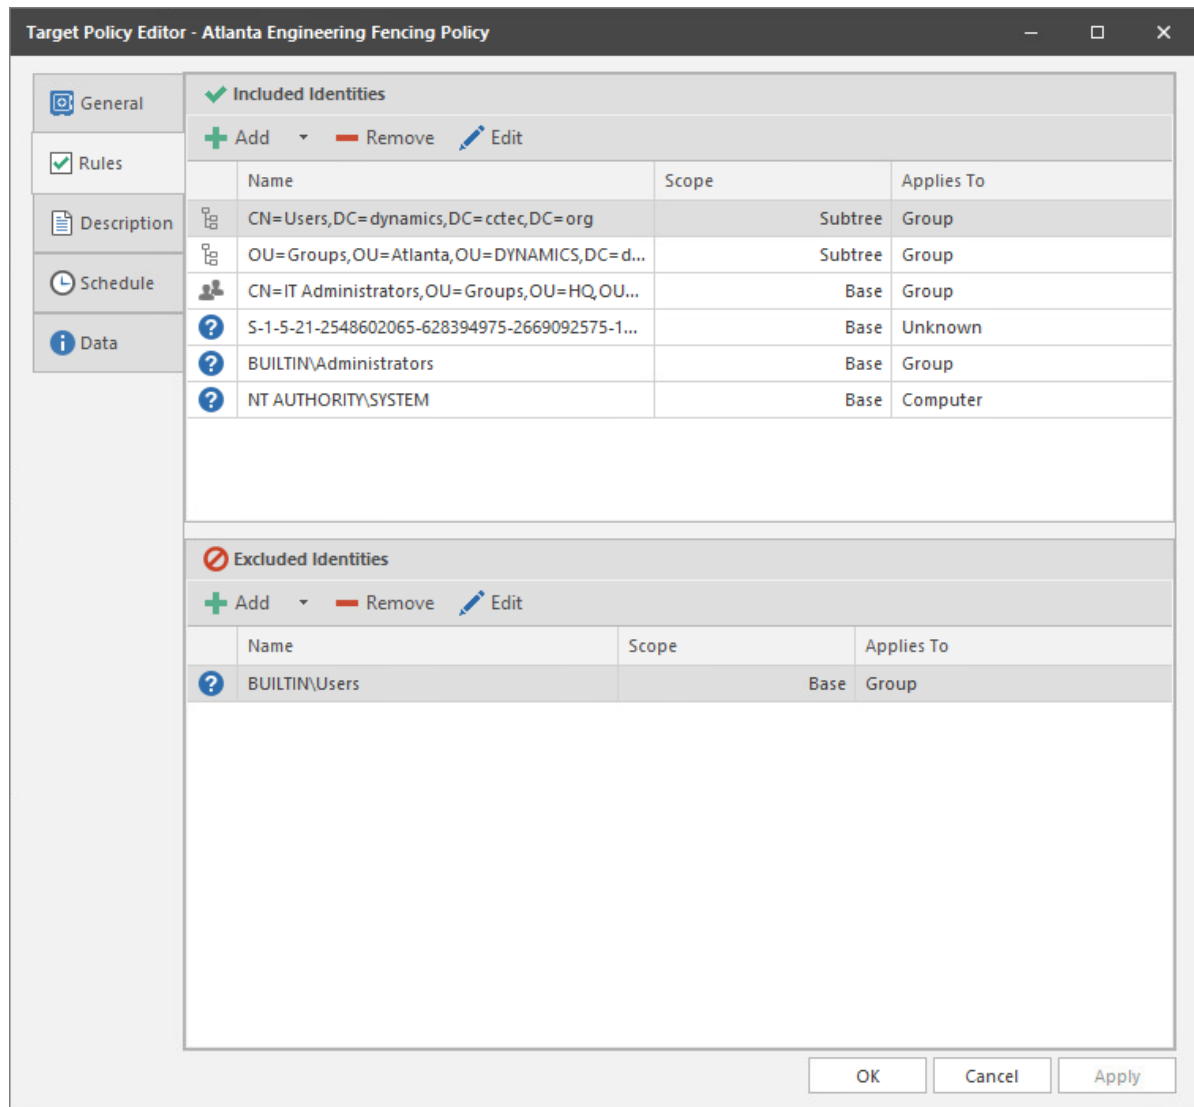 Target Policy Editor - Atlanta Engineering Fencing Policy
General
Rules
Description
Schedule
Data
Included Identities
Add Remove Edit
Name Scope Applies To
CN=Users,DC=dynamics,DC=cctec,DC=org Subtree Group
OU=Groups,OU=Atlanta,OU=DYNAMICS,DC=d... Subtree Group
CN=IT Administrators,OU=Groups,OU=HQ,OU... Base Group
S-1-5-21-2548602065-628394975-2669092575-1... Base Unknown
BUILTIN\Administrators Base Group
NT AUTHORITY\SYSTEM Base Computer
Excluded Identities
Add Remove Edit
Name Scope Applies To
BUILTIN\Users Base Group
OK Cancel Apply